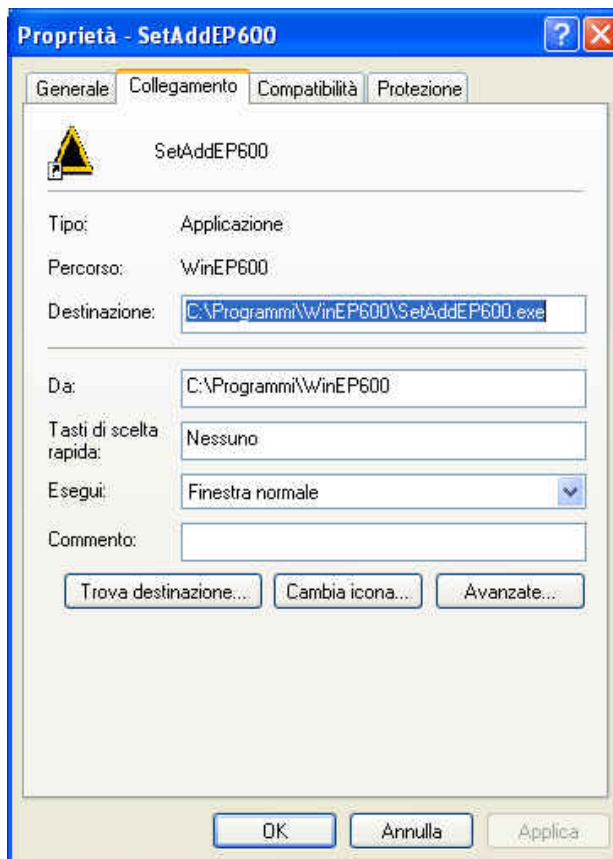 Proprietà - SetAddEP600
Generale Collegamento Compatibilità Protezione
SetAddEP600
Tipo: Applicazione
Percorso: WinEP600
Destinazione: C:\Programmi\WinEP600\SetAddEP600.exe
Da: C:\Programmi\WinEP600
Tasti di scelta rapida: Nessuno
Esegui: Finestra normale
Commento:
Trova destinazione... Cambia icona... Avanzate...
OK Annulla Applica